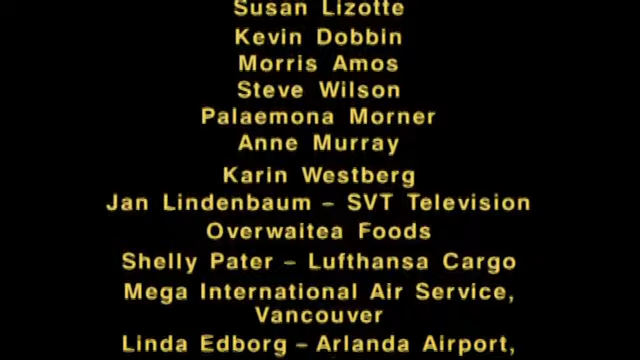 Susan Lizotte
Kevin Dobbin
Morris Amos
Steve Wilson
Palaemona Morner
Anne Murray
Karin Westberg
Jan Lindenbaum – SVT Television
Overwaitea Foods
Shelly Pater – Lufthansa Cargo
Mega International Air Service,
Vancouver
Linda Edborg – Arlanda Airport,